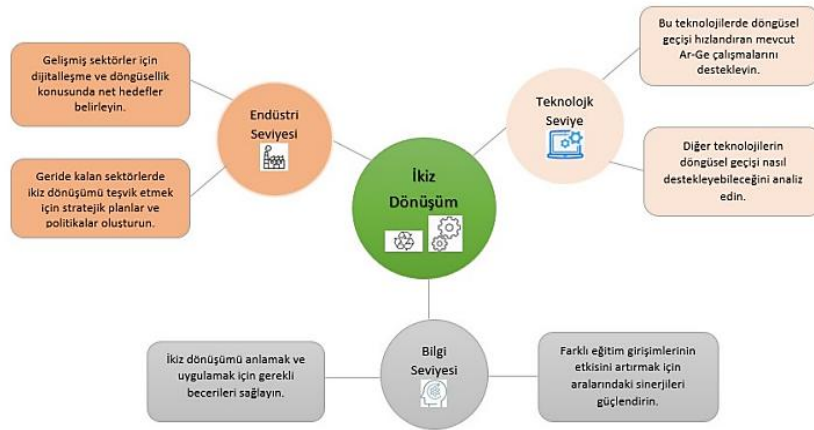 Gelişmiş sektörler için
dijitalleşme ve döngüsellik
konusunda net hedefler
belirleyin.
Geride kalan sektörlerde
ikiz dönüşümü teşvik etmek
için stratejik planlar ve
politikalar oluşturun.
Endüstri
Seviyesi
İkiz
Dönüşüm
Teknolojk
Seviye
Bu teknolojilerde döngüsel
geçişi hızlandıran mevcut
Ar-Ge çalışmalarını
destekleyin.
Diğer teknolojilerin
döngüsel geçişi nasıl
destekleyebileceğini analiz
edin.
İkiz dönüşümü anlamak ve
uygulamak için gerekli
becerileri sağlayın.
Bilgi
Seviyesi
Farklı eğitim girişimlerinin
etkisini artırmak için
aralarındaki sinerjileri
güçlendirin.